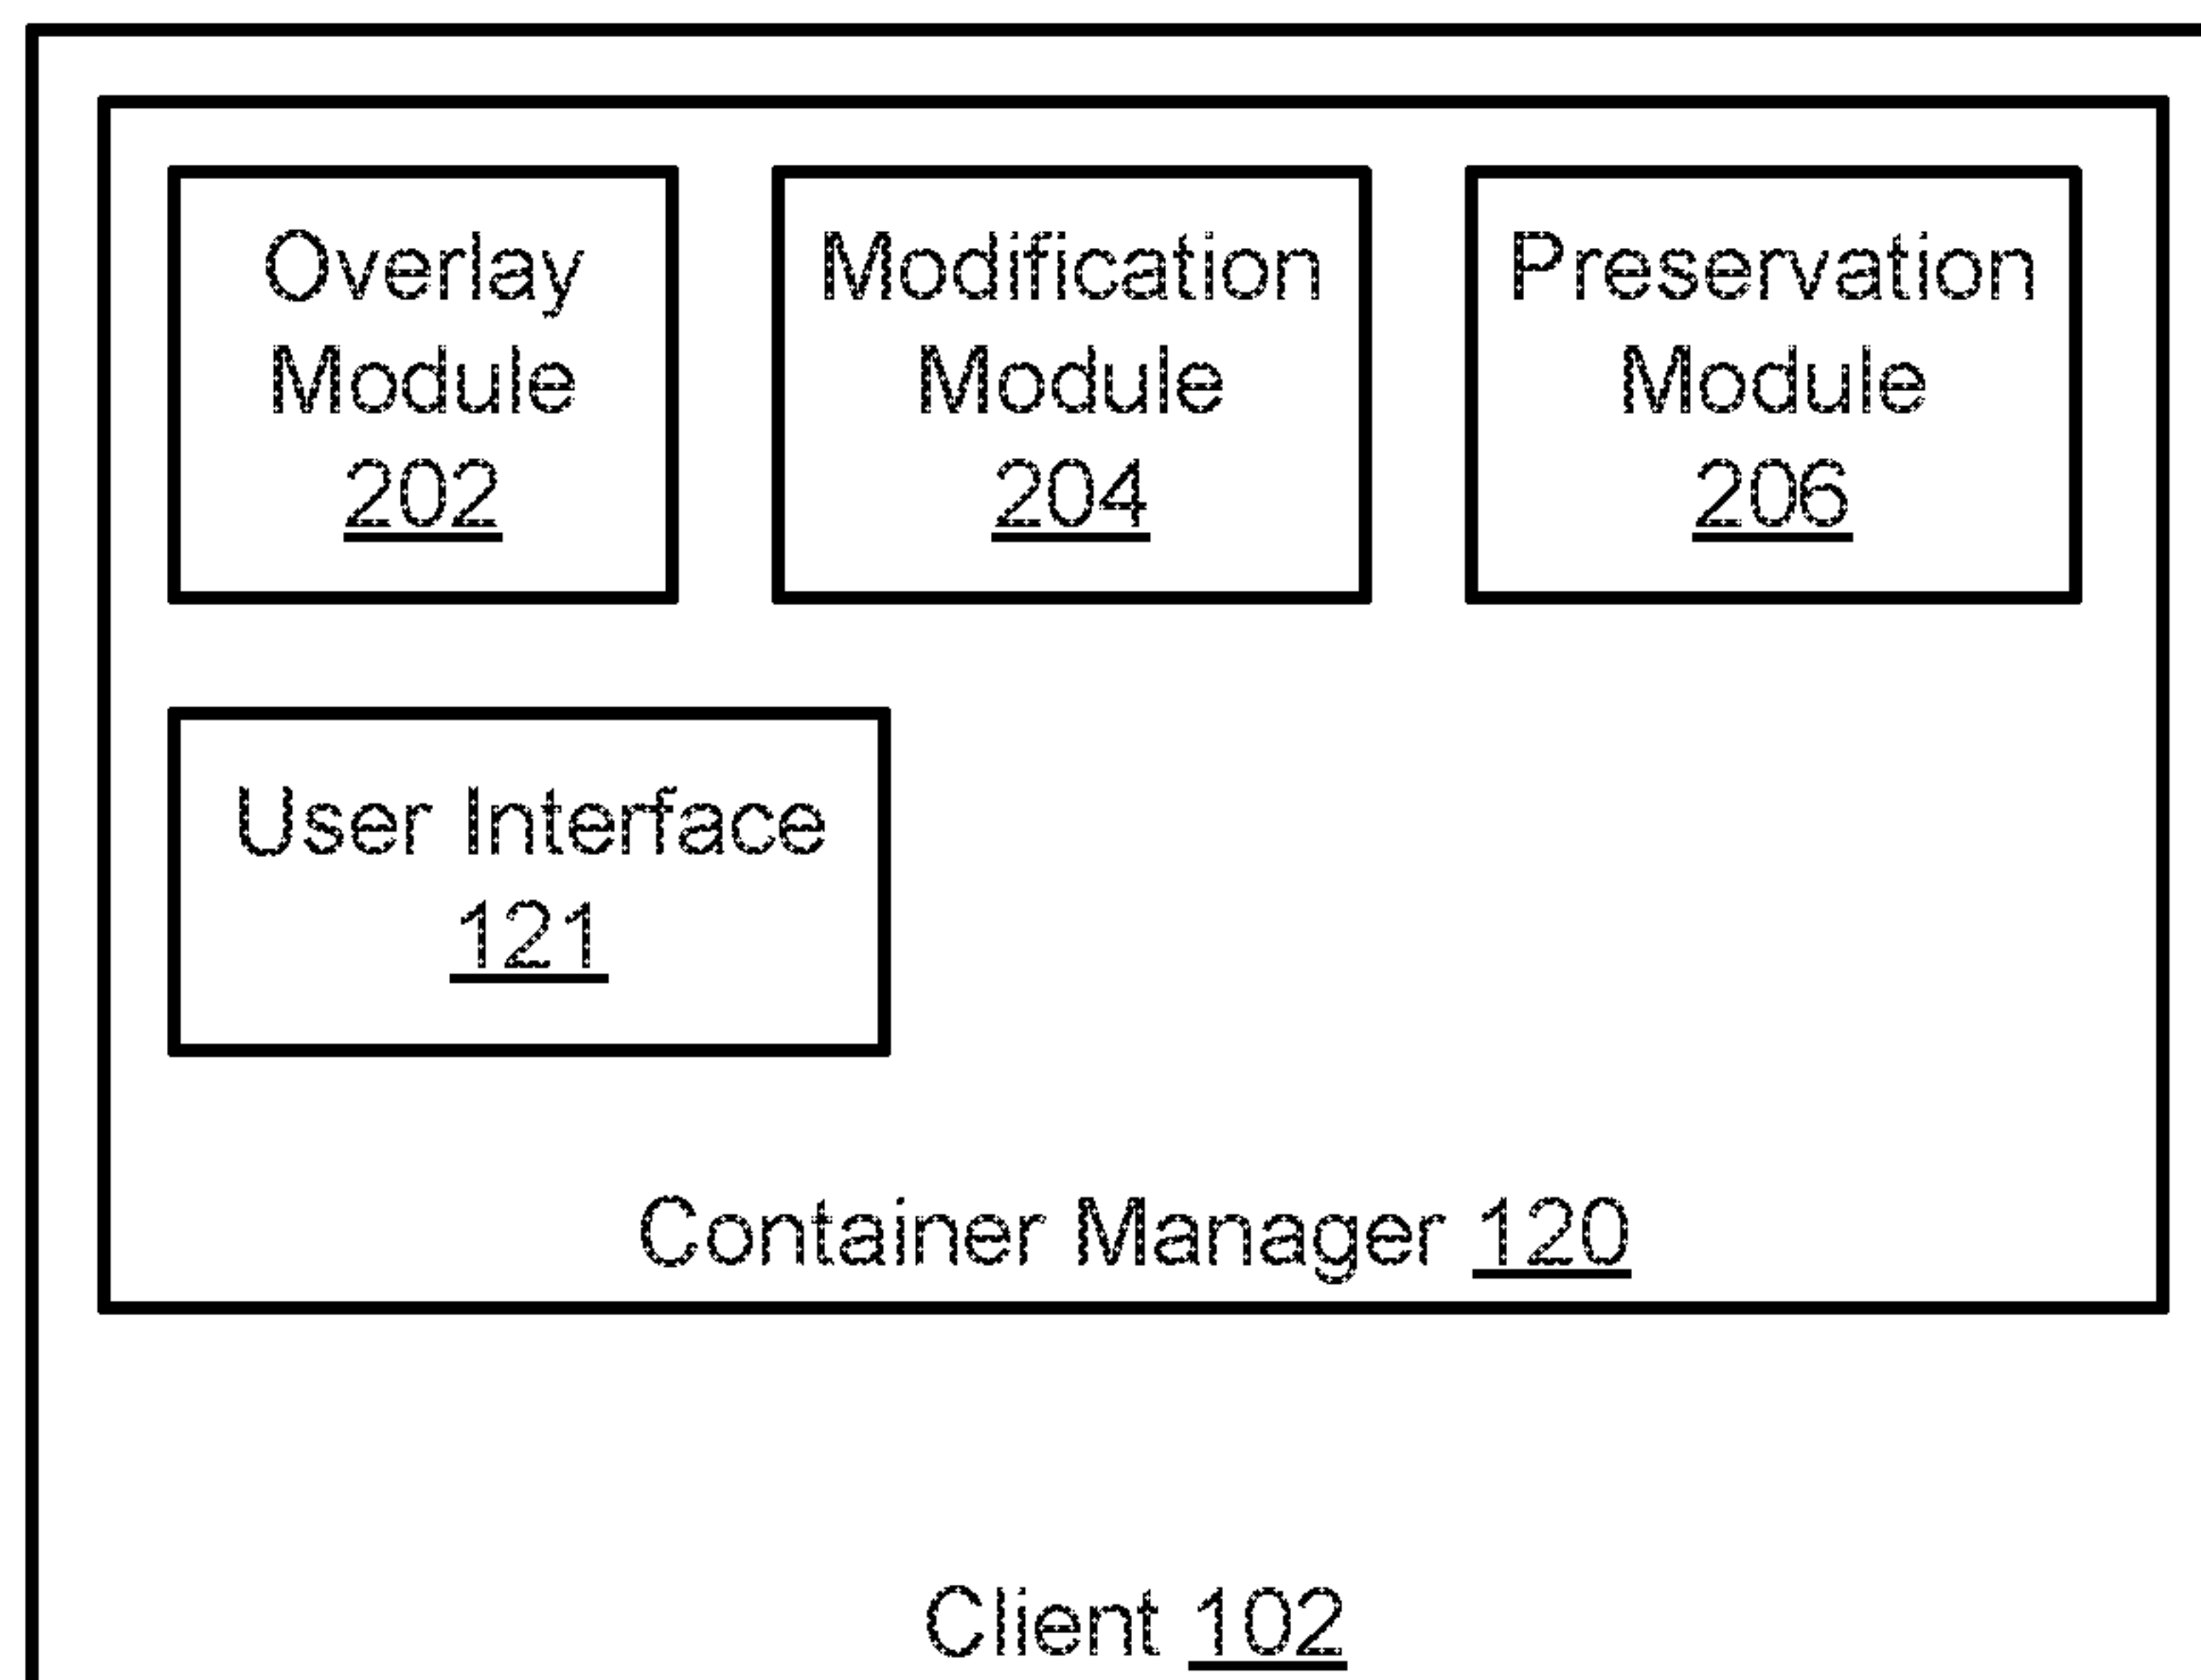 Overlay
Module
202
Modification
Module
204
Preservation
Module
206
User Interface
121
Container Manager 120
Client 102